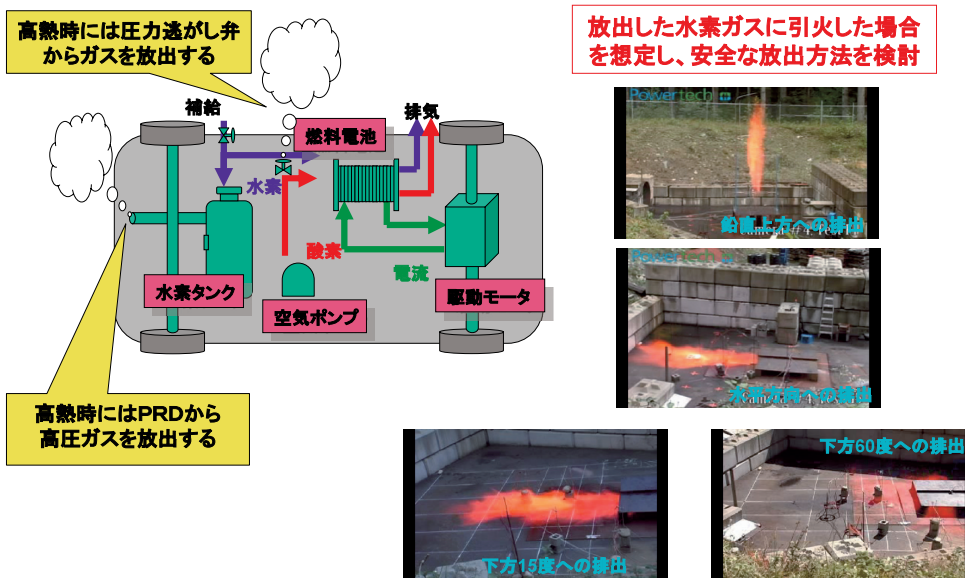 高熱時には圧力逃がし弁
からガスを放出する
放出した水素ガスに引火した場合
を想定し、安全な放出方法を検討
補給
排気
燃料電池
水素
酸素
電流
水素タンク
空気ポンプ
駆動モータ
高熱時にはPRDから
高圧ガスを放出する
Powertech
鉛直上方への排出
Powertech
水平方向への排出
下方15度への排出
下方60度への排出